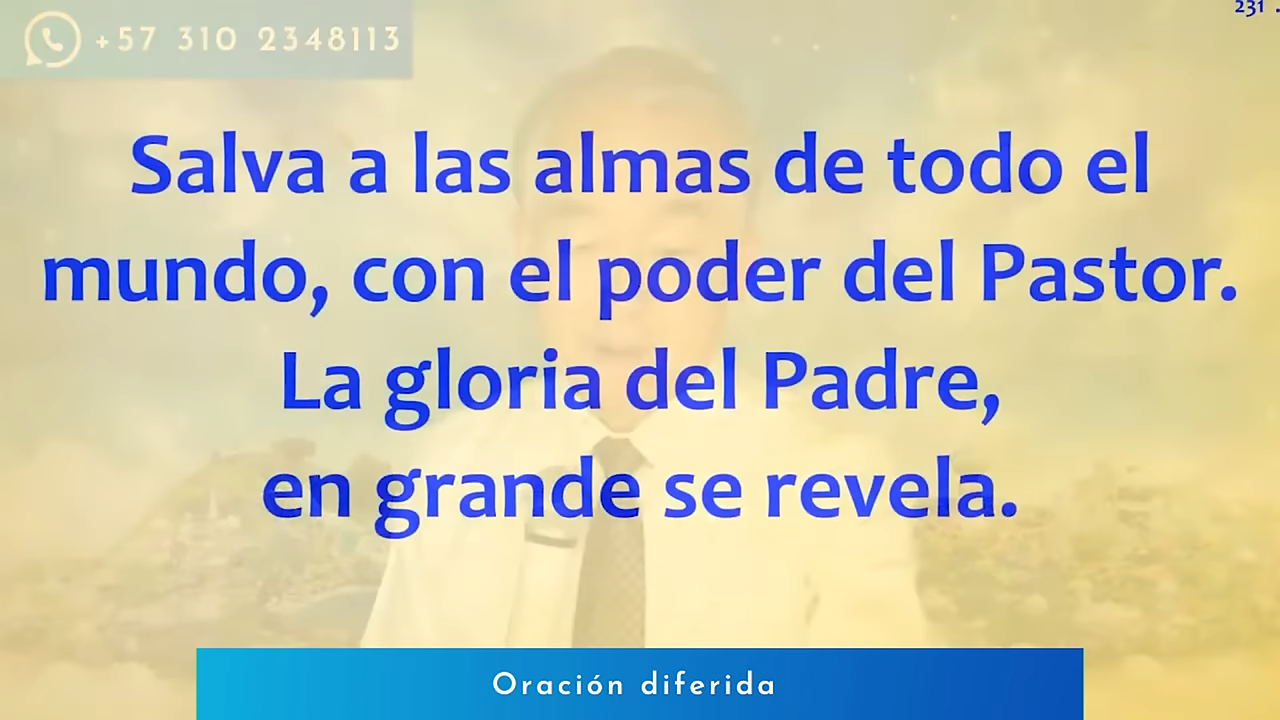 +57 310 2348113
231 .
Salva a las almas de todo el
mundo, con el poder del Pastor.
La gloria del Padre,
en grande se revela.
Oración diferida